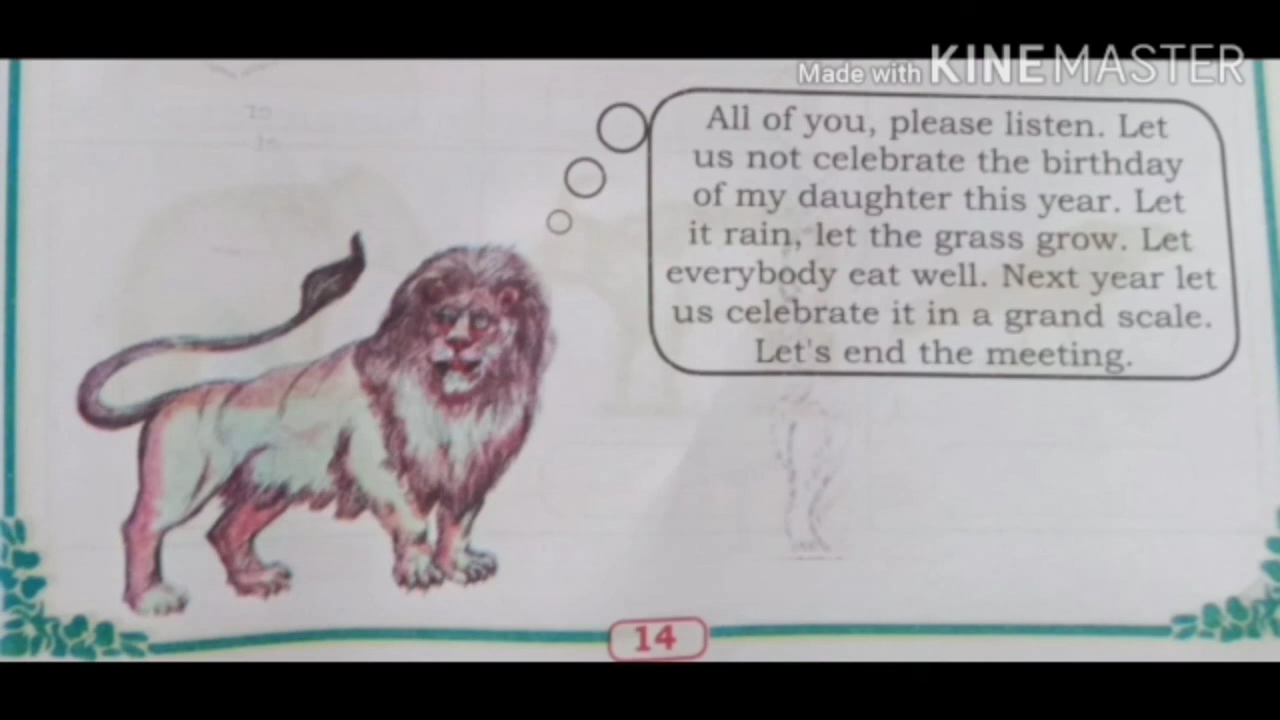 Made with KINEMASTER
All of you, please listen. Let
us not celebrate the birthday
of my daughter this year. Let
it rain, let the grass grow. Let
everybody eat well. Next year let
us celebrate it in a grand scale.
Let's end the meeting.
14